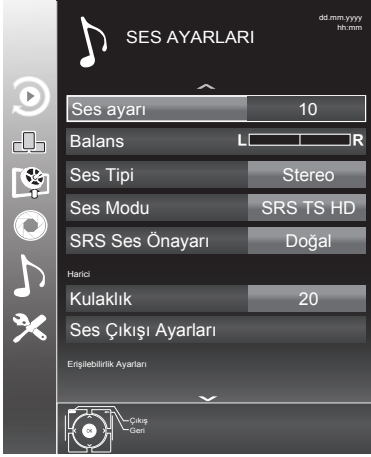 SES AYARLARI
dd.mm.yyyy
hh:mm
Ses ayarı 10
Balans L R
Ses Tipi Stereo
Ses Modu SRS TS HD
SRS Ses Önayarı Doğal
Harici
Kulaklık 20
Ses Çıkışı Ayarları
Erişilebilirlik Ayarları
OK
Çıkış
Geri